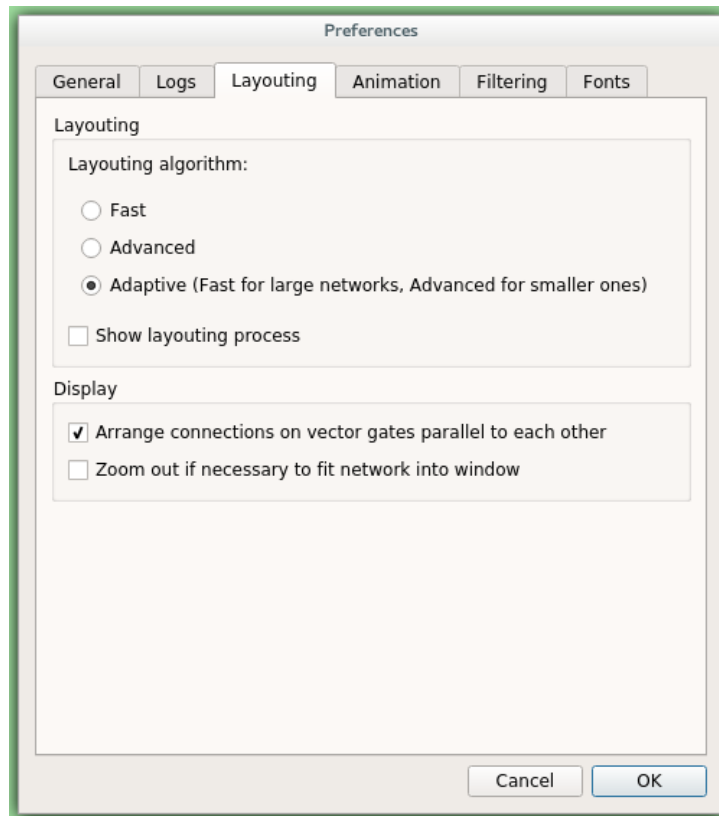 Preferences
General Logs Layouting Animation Filtering Fonts
Layouting
Layouting algorithm:
Fast
Advanced
Adaptive (Fast for large networks, Advanced for smaller ones)
Show layouting process
Display
Arrange connections on vector gates parallel to each other
Zoom out if necessary to fit network into window
Cancel OK